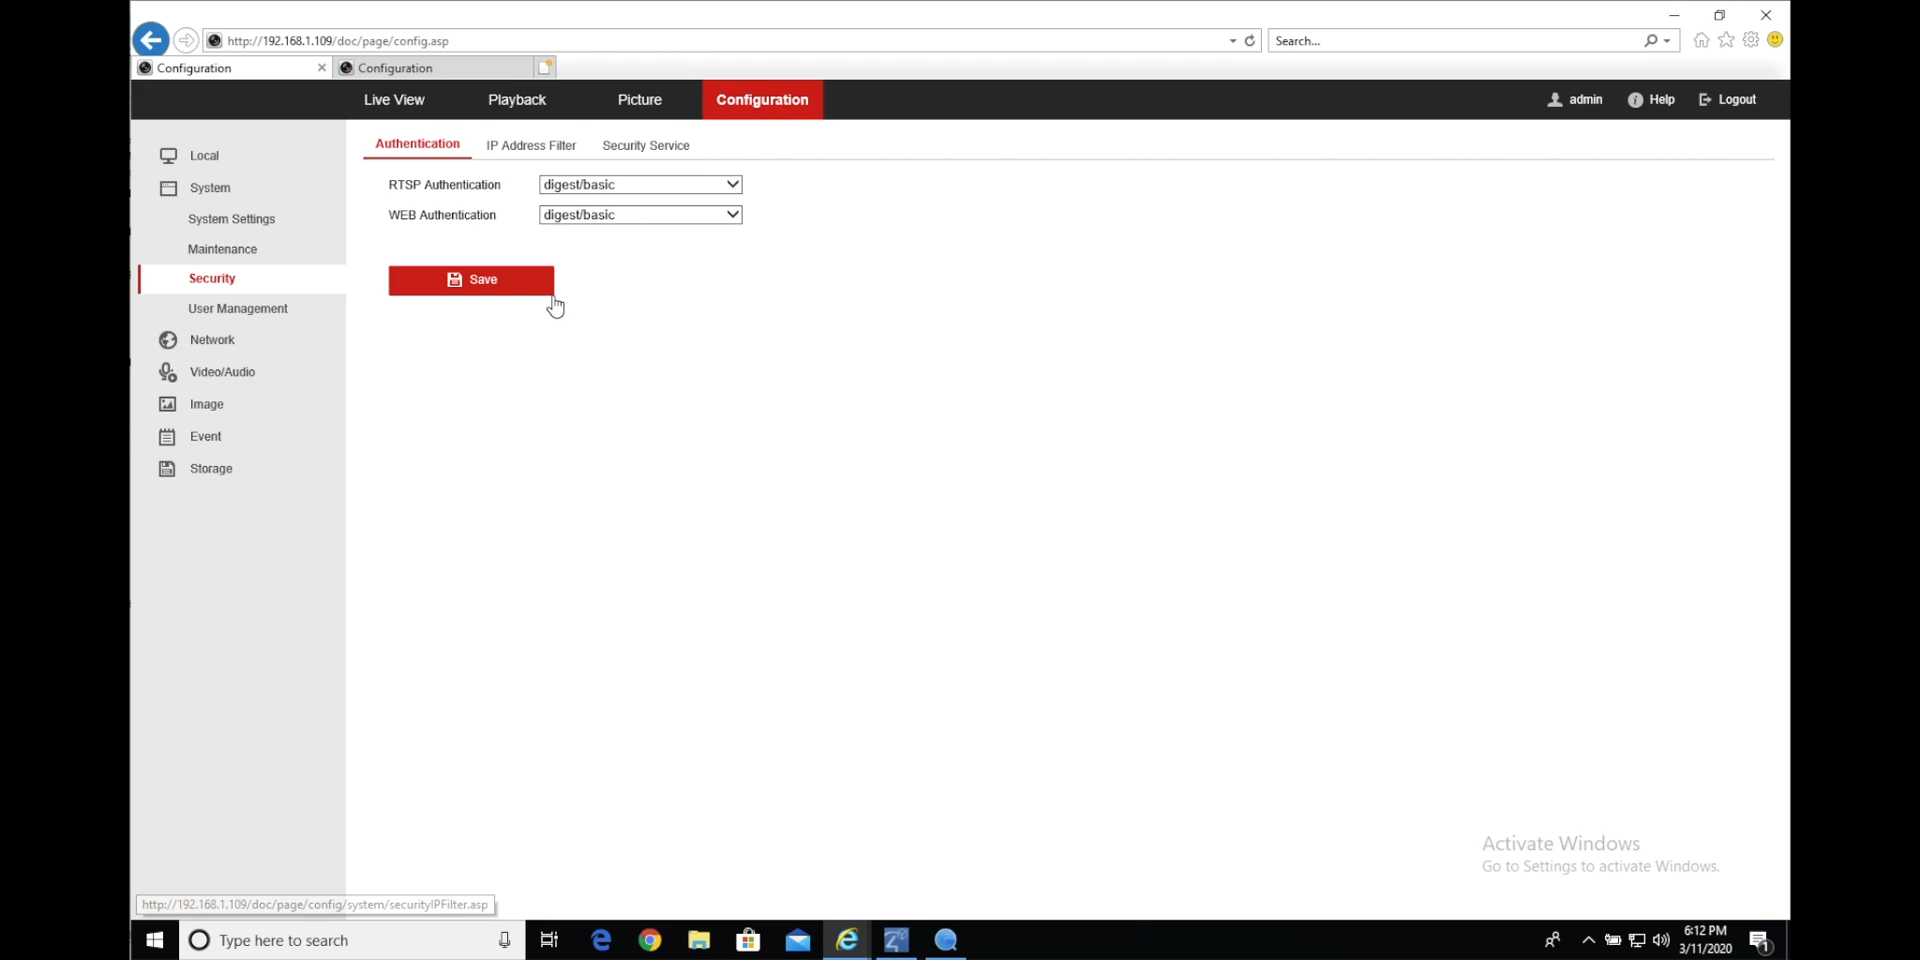 http://192.168.1.109/doc/page/config.asp
Search...
Configuration
Configuration
Live View
Playback
Picture
Configuration
admin
Help
Logout
Local
System
System Settings
Maintenance
Security
User Management
Network
Video/Audio
Image
Event
Storage
Authentication
IP Address Filter
Security Service
RTSP Authentication
digest/basic
WEB Authentication
digest/basic
Save
Activate Windows
Go to Settings to activate Windows.
http://192.168.1.109/doc/page/config/system/securityIPFilter.asp
Type here to search
6:12 PM
3/11/2020
1